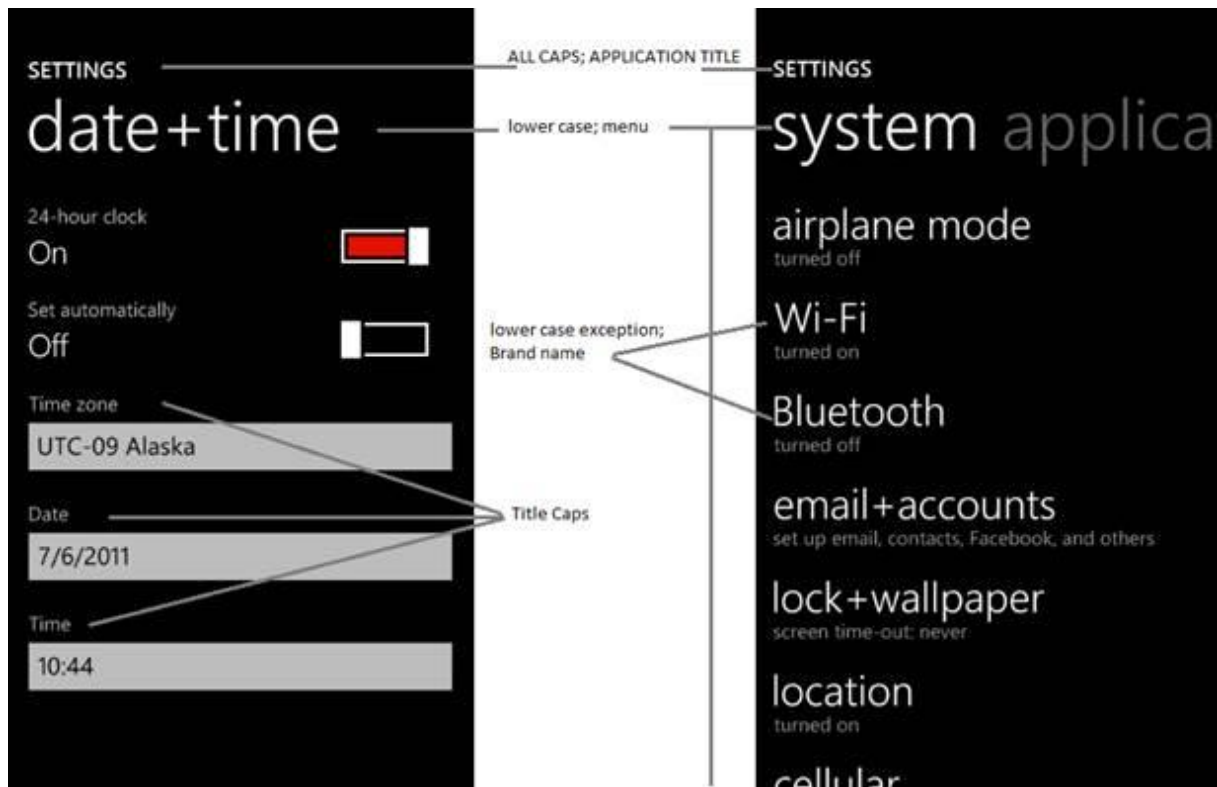 SETTINGS
date+time
24-hour clock
On
Set automatically
Off
Time zone
UTC-09 Alaska
Date
7/6/2011
Time
10:44
ALL CAPS; APPLICATION TITLE
lower case; menu
lower case exception;
Brand name
Title Caps
SETTINGS
system applica
airplane mode
turned off
Wi-Fi
turned on
Bluetooth
turned off
email+accounts
set up email, contacts, Facebook, and others
lock+wallpaper
screen time-out: never
location
turned on
cellular